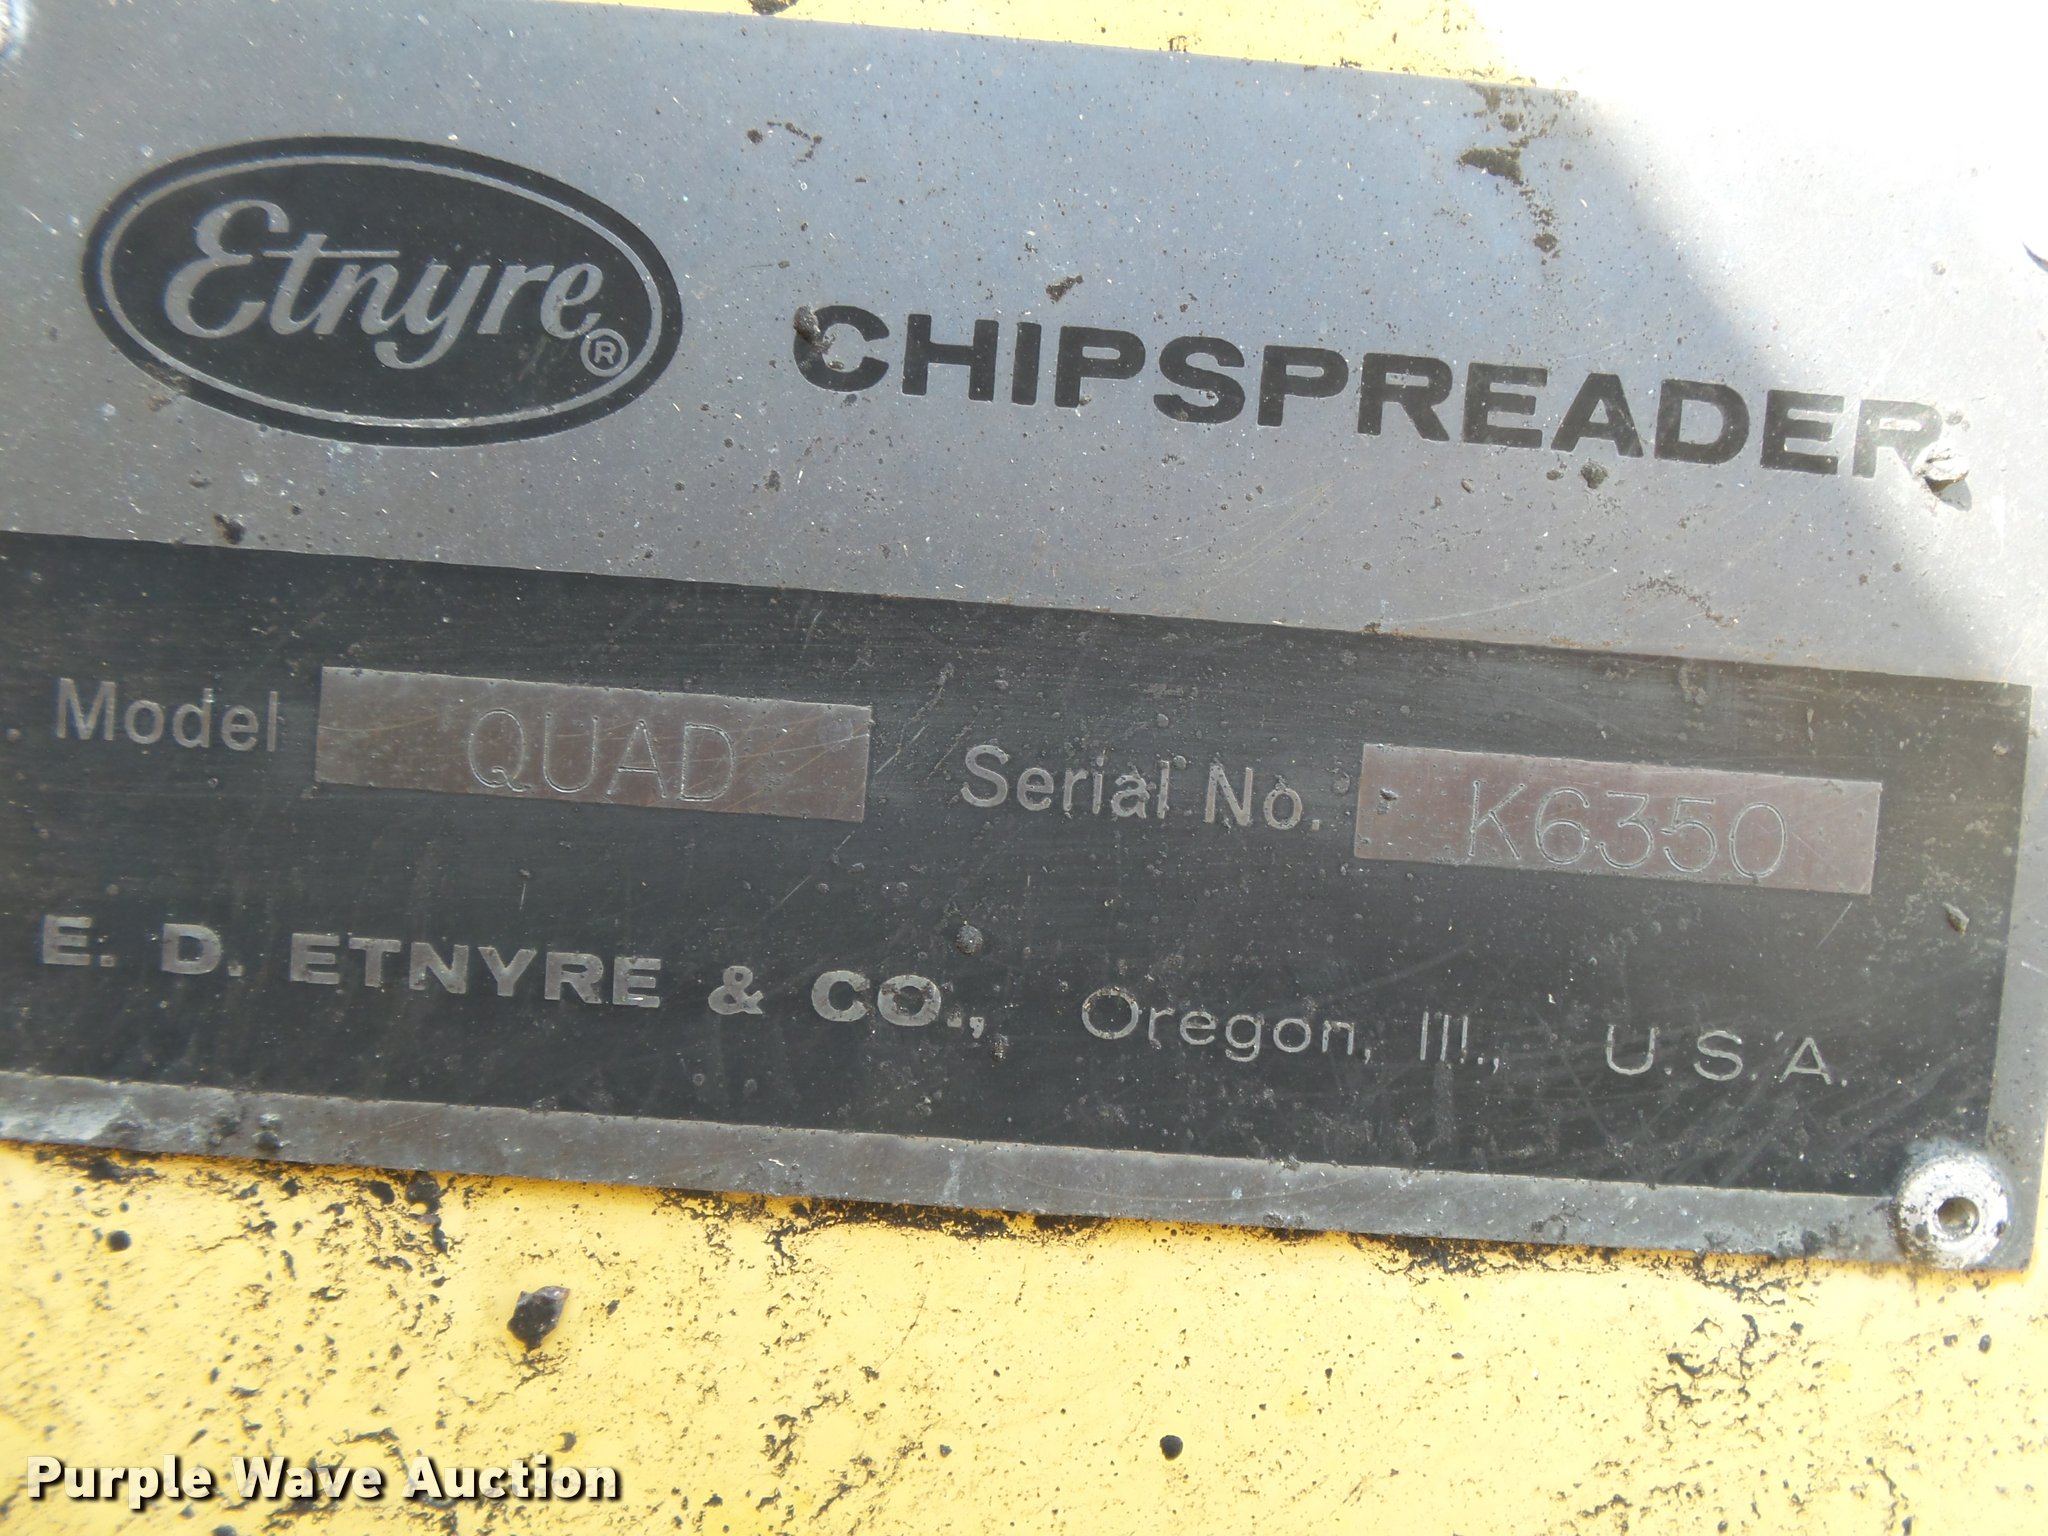 Etnyre®
CHIPSPREADER
Model QUAD Serial No. K6350
E. D. ETNYRE & CO., Oregon, Ill., U.S.A.
Purple Wave Auction